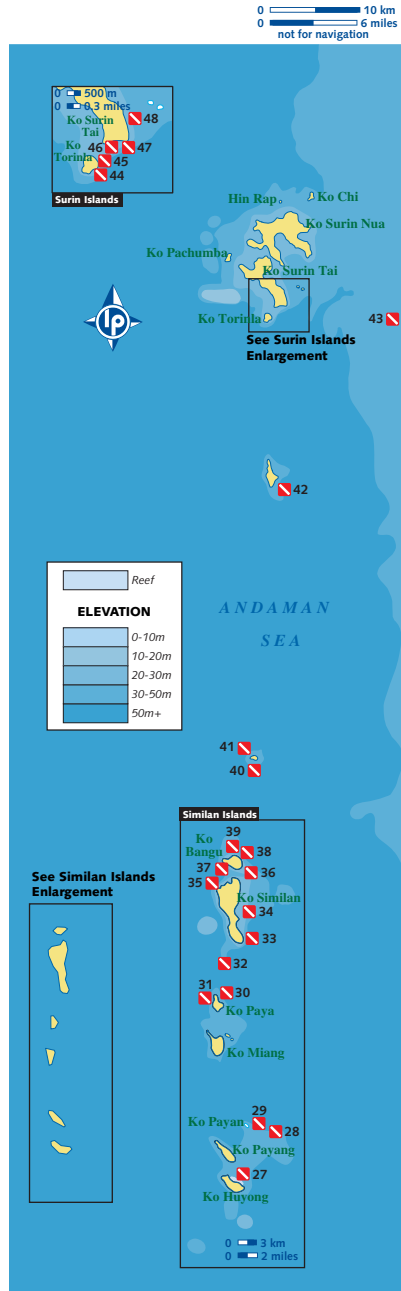 0 10 km
0 6 miles
not for navigation
0 500 m
0 0.3 miles
Ko Surin
Tai
48
Ko
Torinla
46
47
45
44
Surin Islands
Hin Rap
Ko Chi
Ko Surin Nua
Ko Pachumba
Ko Surin Tai
Ko Torinla
43
See Surin Islands
Enlargement
lp
42
Reef
ELEVATION
0-10m
10-20m
20-30m
30-50m
50m+
ANDAMAN
SEA
41
40
Similan Islands
39
Ko
Bangu
38
37
36
35
Ko Similan
34
33
32
31
30
Ko Paya
Ko Miang
See Similan Islands
Enlargement
29
Ko Payan
28
Ko Payang
27
Ko Huyong
0 3 km
0 2 miles